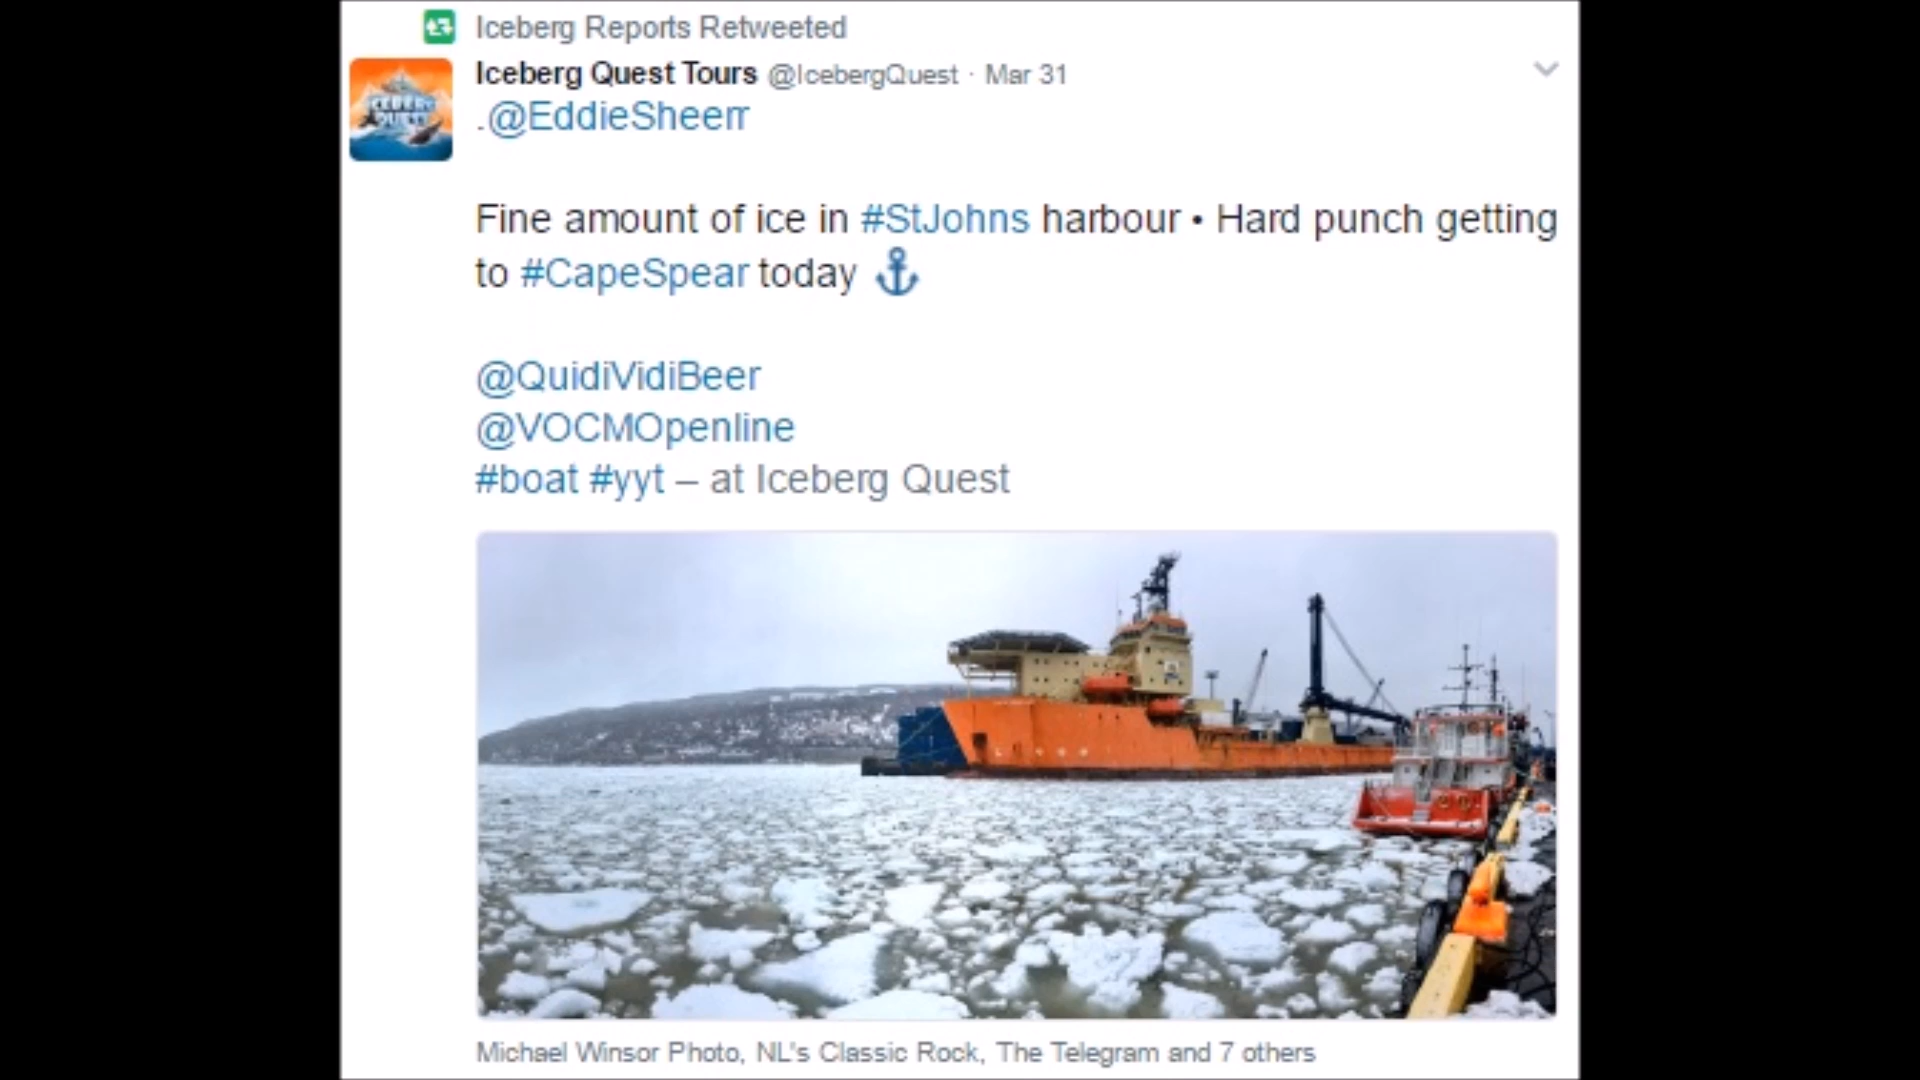 Iceberg Reports Retweeted
Iceberg Quest Tours @IcebergQuest · Mar 31
.@EddieSheerr
ICEBERG
QUEST
Fine amount of ice in #StJohns harbour • Hard punch getting
to #CapeSpear today ⚓
@QuidiVidiBeer
@VOCMOpenline
#boat #yyt – at Iceberg Quest
Michael Winsor Photo, NL's Classic Rock, The Telegram and 7 others